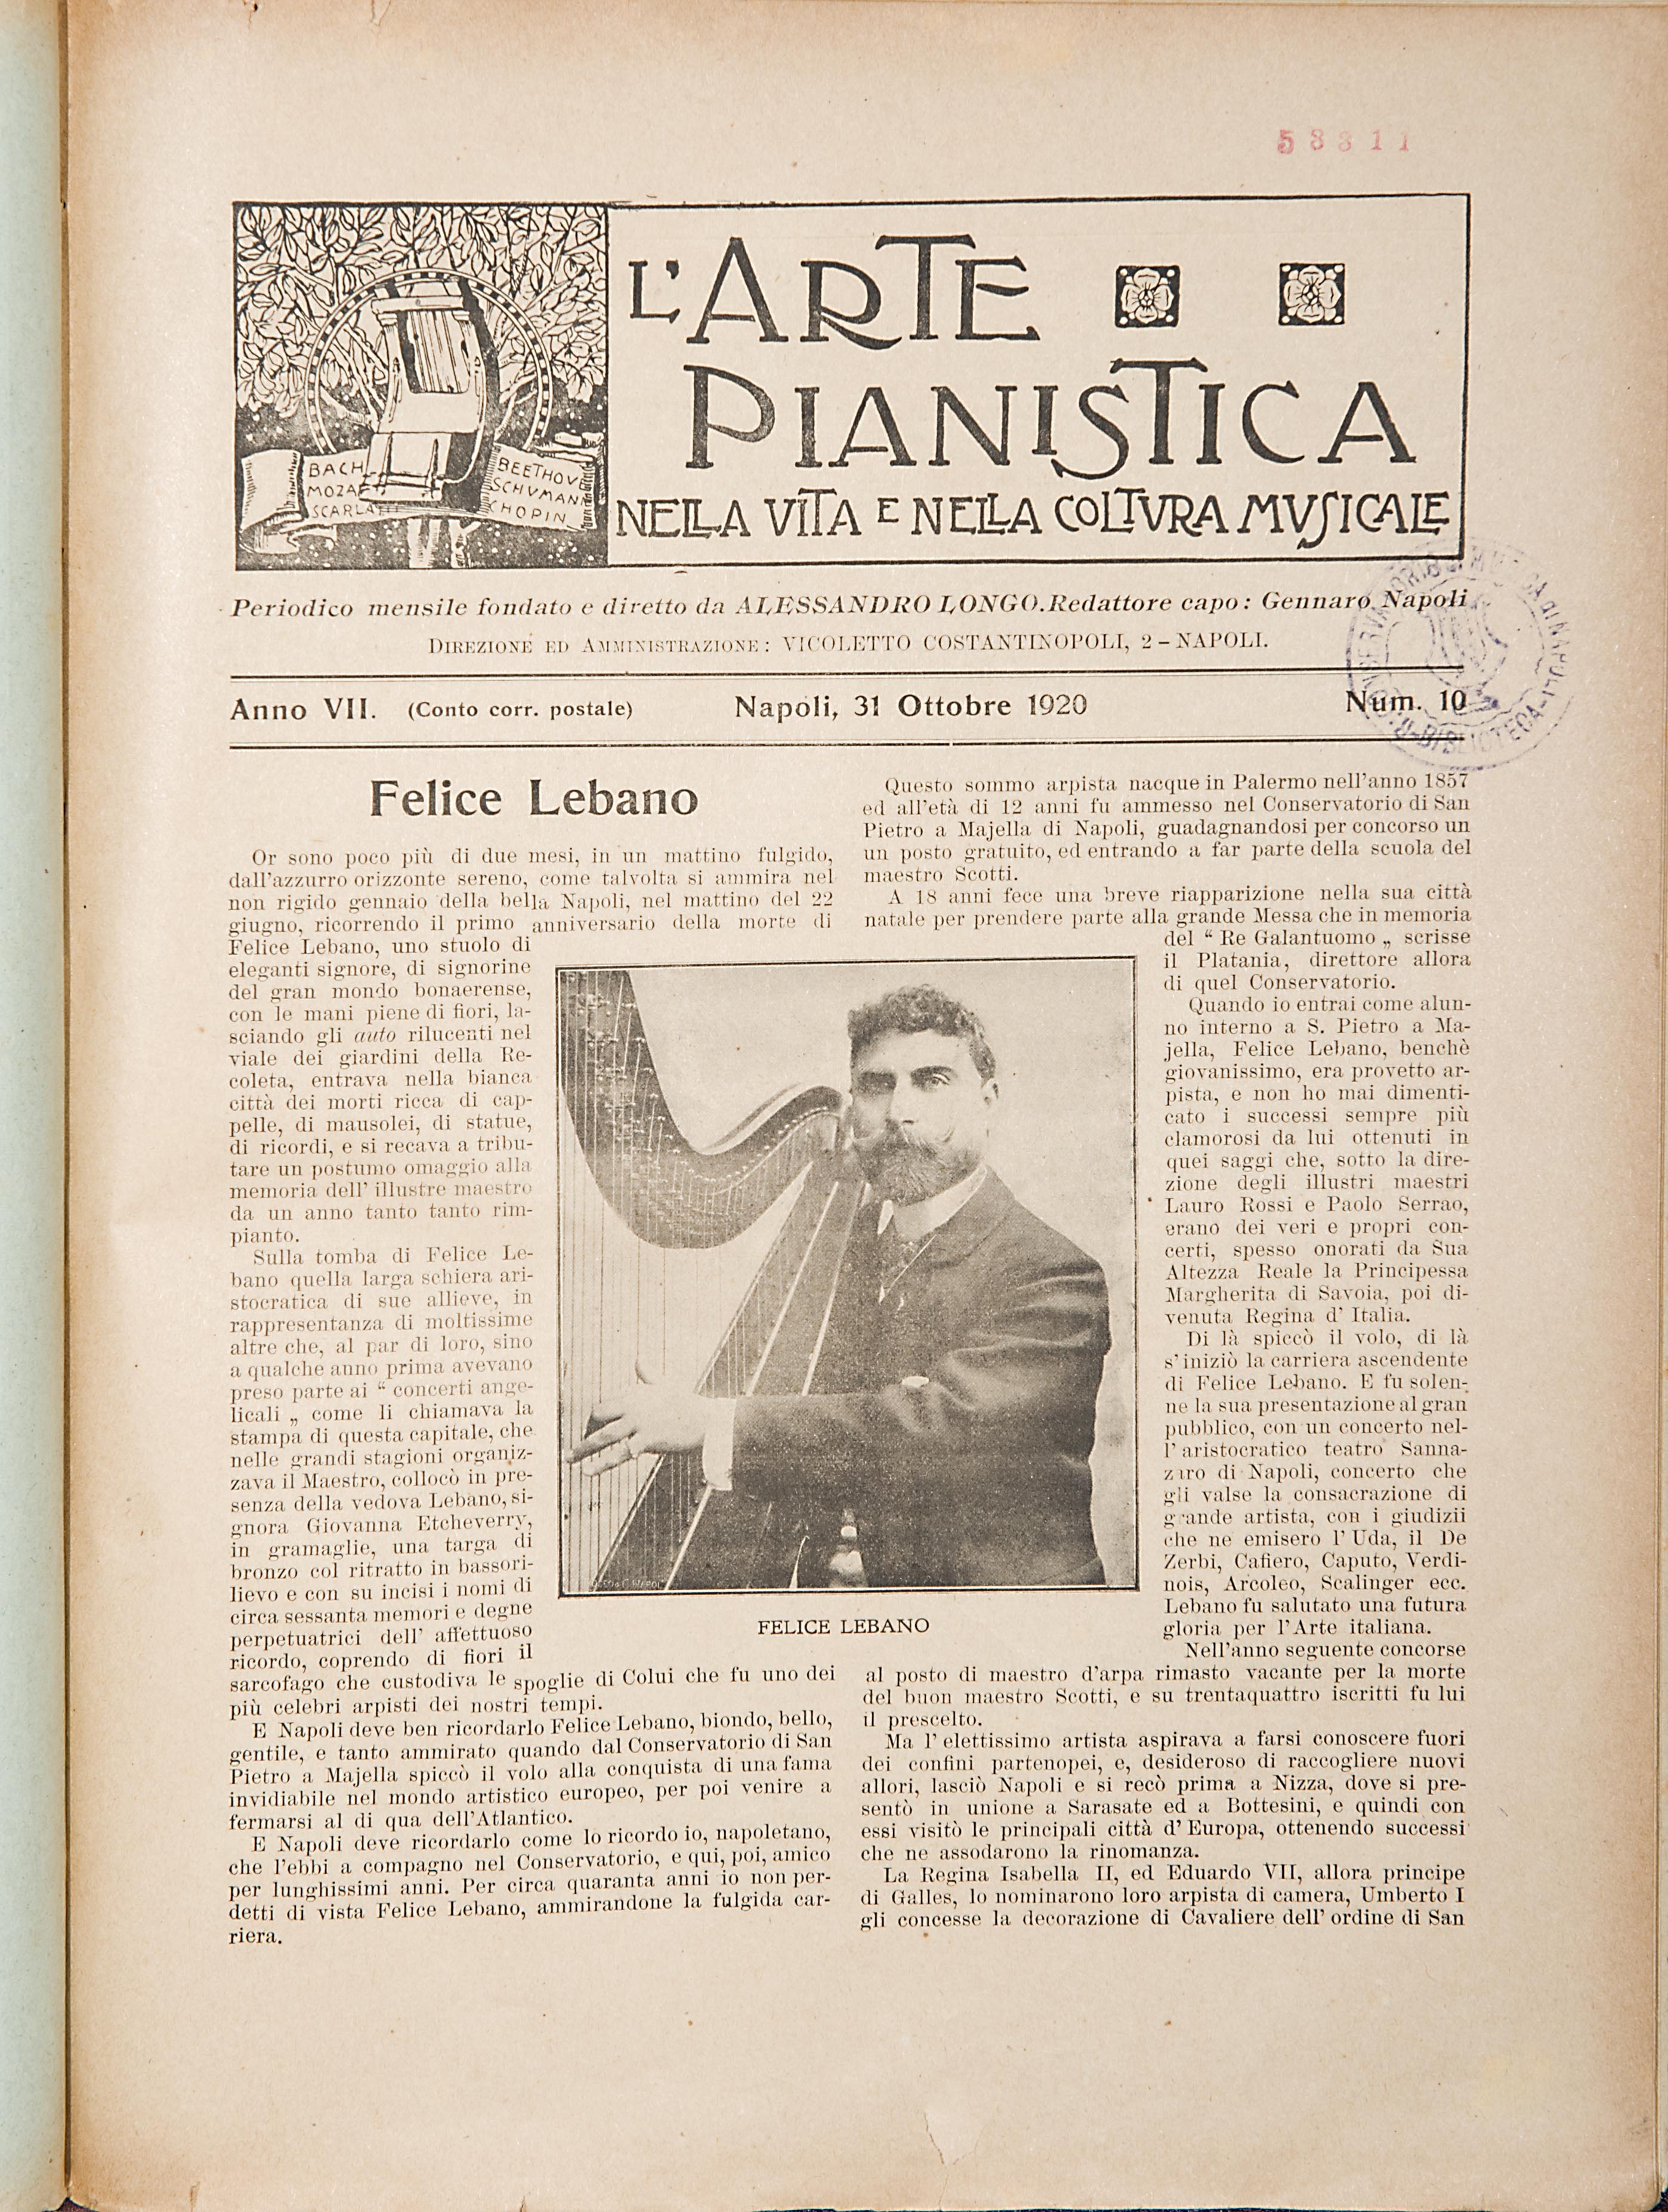 58811
L'ARTE
PIANISTICA
NELLA VITA E NELLA COLTVRA MVSICALE
BACH
MOZA
SCARLATTI
BEETHOVE
SCHVMAN
CHOPIN
Periodico mensile fondato e diretto da ALESSANDRO LONGO. Redattore capo: Gennaro Napoli
DIREZIONE ED AMMINISTRAZIONE: VICOLETTO COSTANTINOPOLI, 2 – NAPOLI.
Anno VII. (Conto corr. postale) Napoli, 31 Ottobre 1920 Num. 10
BIBLIOTECA
Felice Lebano
Or sono poco più di due mesi, in un mattino fulgido,
dall'azzurro orizzonte sereno, come talvolta si ammira nel
non rigido gennaio della bella Napoli, nel mattino del 22
giugno, ricorrendo il primo anniversario della morte di
Felice Lebano, uno stuolo di
eleganti signore, di signorine
del gran mondo bonaerense,
con le mani piene di fiori, la-
sciando gli auto rilucenti nel
viale dei giardini della Re-
coleta, entrava nella bianca
città dei morti ricca di cap-
pelle, di mausolei, di statue,
di ricordi, e si recava a tribu-
tare un postumo omaggio alla
memoria dell' illustre maestro
da un anno tanto tanto rim-
pianto.
Sulla tomba di Felice Le-
bano quella larga schiera ari-
stocratica di sue allieve, in
rappresentanza di moltissime
altre che, al par di loro, sino
a qualche anno prima avevano
preso parte ai “ concerti ange-
licali „ come li chiamava la
stampa di questa capitale, che
nelle grandi stagioni organiz-
zava il Maestro, collocò in pre-
senza della vedova Lebano, si-
gnora Giovanna Etcheverry,
in gramaglie, una targa di
bronzo col ritratto in bassori-
lievo e con su incisi i nomi di
circa sessanta memori e degne
perpetuatrici dell' affettuoso
ricordo, coprendo di fiori il
sarcofago che custodiva le spoglie di Colui che fu uno dei
più celebri arpisti dei nostri tempi.
E Napoli deve ben ricordarlo Felice Lebano, biondo, bello,
gentile, e tanto ammirato quando dal Conservatorio di San
Pietro a Majella spiccò il volo alla conquista di una fama
invidiabile nel mondo artistico europeo, per poi venire a
fermarsi al di qua dell'Atlantico.
E Napoli deve ricordarlo come lo ricordo io, napoletano,
che l'ebbi a compagno nel Conservatorio, e qui, poi, amico
per lunghissimi anni. Per circa quaranta anni io non per-
detti di vista Felice Lebano, ammirandone la fulgida car-
riera.
FELICE LEBANO
Questo sommo arpista nacque in Palermo nell'anno 1857
ed all'età di 12 anni fu ammesso nel Conservatorio di San
Pietro a Majella di Napoli, guadagnandosi per concorso un
un posto gratuito, ed entrando a far parte della scuola del
maestro Scotti.
A 18 anni fece una breve riapparizione nella sua città
natale per prendere parte alla grande Messa che in memoria
del “ Re Galantuomo „ scrisse
il Platania, direttore allora
di quel Conservatorio.
Quando io entrai come alun-
no interno a S. Pietro a Ma-
jella, Felice Lebano, benchè
giovanissimo, era provetto ar-
pista, e non ho mai dimenti-
cato i successi sempre più
clamorosi da lui ottenuti in
quei saggi che, sotto la dire-
zione degli illustri maestri
Lauro Rossi e Paolo Serrao,
erano dei veri e propri con-
certi, spesso onorati da Sua
Altezza Reale la Principessa
Margherita di Savoia, poi di-
venuta Regina d' Italia.
Di là spiccò il volo, di là
s' iniziò la carriera ascendente
di Felice Lebano. E fu solen-
ne la sua presentazione al gran
pubblico, con un concerto nel-
l' aristocratico teatro Sanna-
zaro di Napoli, concerto che
gli valse la consacrazione di
grande artista, con i giudizii
che ne emisero l' Uda, il De
Zerbi, Cafiero, Caputo, Verdi-
nois, Arcoleo, Scalinger ecc.
Lebano fu salutato una futura
gloria per l'Arte italiana.
Nell'anno seguente concorse
al posto di maestro d'arpa rimasto vacante per la morte
del buon maestro Scotti, e su trentaquattro iscritti fu lui
il prescelto.
Ma l' elettissimo artista aspirava a farsi conoscere fuori
dei confini partenopei, e, desideroso di raccogliere nuovi
allori, lasciò Napoli e si recò prima a Nizza, dove si pre-
sentò in unione a Sarasate ed a Bottesini, e quindi con
essi visitò le principali città d' Europa, ottenendo successi
che ne assodarono la rinomanza.
La Regina Isabella II, ed Eduardo VII, allora principe
di Galles, lo nominarono loro arpista di camera, Umberto I
gli concesse la decorazione di Cavaliere dell' ordine di San